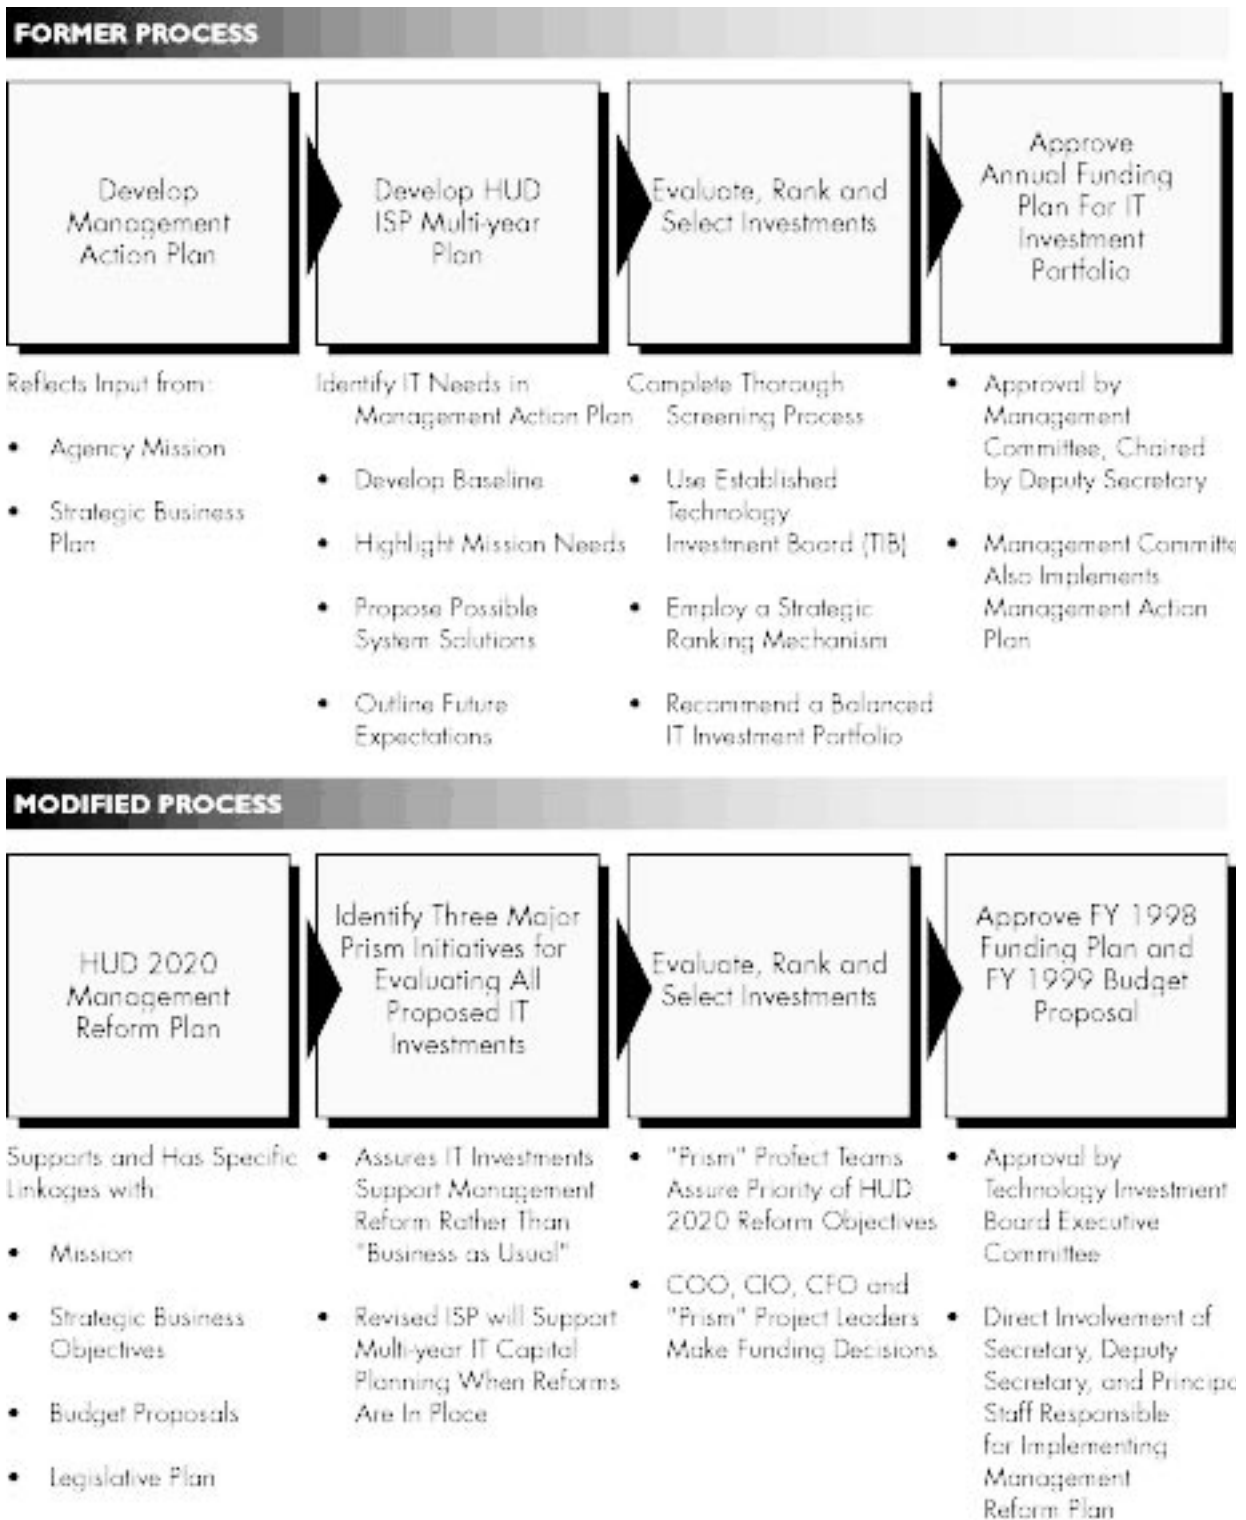 FORMER PROCESS
Develop
Management
Action Plan
Develop HUD
ISP Multi-year
Plan
Evaluate, Rank and
Select Investments
Approve
Annual Funding
Plan For IT
Investment
Portfolio
Reflects Input from:
• Agency Mission
• Strategic Business
Plan
Identify IT Needs in
Management Action Plan
• Develop Baseline
• Highlight Mission Needs
• Propose Possible
System Solutions
• Outline Future
Expectations
Complete Thorough
Screening Process
• Use Established
Technology
Investment Board (TIB)
• Employ a Strategic
Ranking Mechanism
• Recommend a Balanced
IT Investment Portfolio
• Approval by
Management
Committee, Chaired
by Deputy Secretary
• Management Committe
Also Implements
Management Action
Plan
MODIFIED PROCESS
HUD 2020
Management
Reform Plan
Identify Three Major
Prism Initiatives for
Evaluating All
Proposed IT
Investments
Evaluate, Rank and
Select Investments
Approve FY 1998
Funding Plan and
FY 1999 Budget
Proposal
Supports and Has Specific
Linkages with:
• Mission
• Strategic Business
Objectives
• Budget Proposals
• Legislative Plan
• Assures IT Investments
Support Management
Reform Rather Than
"Business as Usual"
• Revised ISP will Support
Multi-year IT Capital
Planning When Reforms
Are In Place
• "Prism" Profect Teams
Assure Priority of HUD
2020 Reform Objectives
• COO, CIO, CFO and
"Prism" Project Leaders
Make Funding Decisions
• Approval by
Technology Investment
Board Executive
Committee
• Direct Involvement of
Secretary, Deputy
Secretary, and Principa
Staff Responsible
for Implementing
Management
Reform Plan